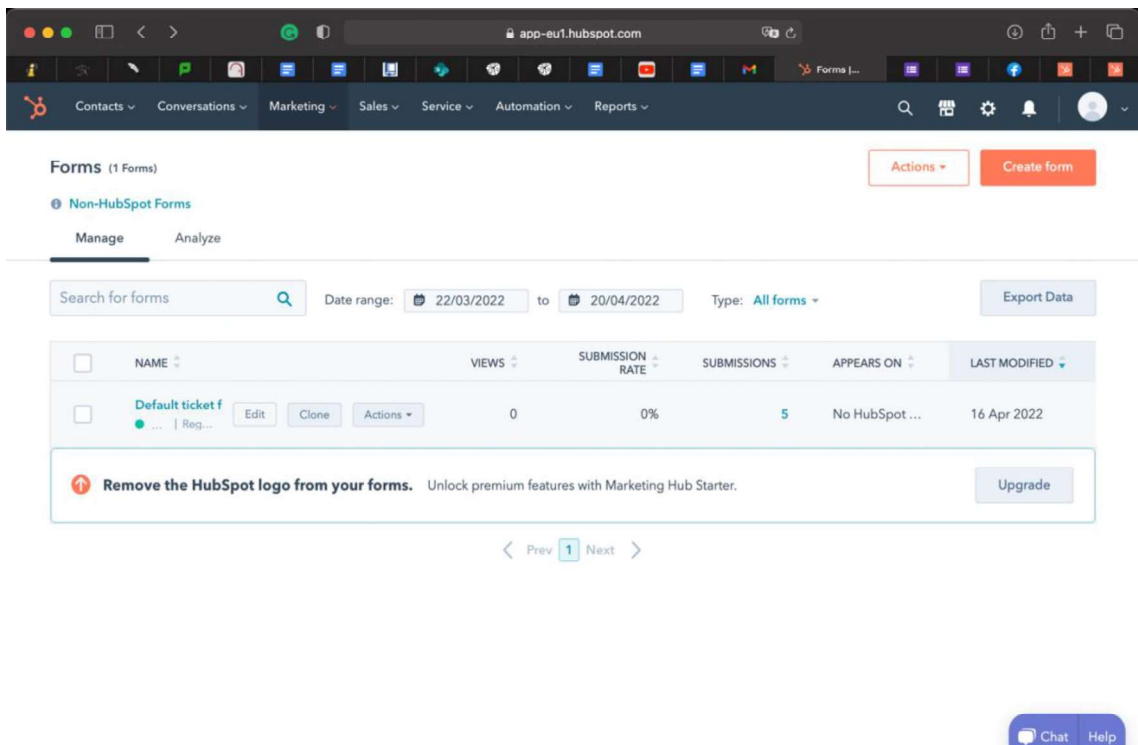 app-eu1.hubspot.com
Forms |...
Contacts Conversations Marketing Sales Service Automation Reports
Forms (1 Forms)
Actions
Create form
Non-HubSpot Forms
Manage Analyze
Search for forms
Date range: 22/03/2022 to 20/04/2022
Type: All forms
Export Data
NAME VIEWS SUBMISSION RATE SUBMISSIONS APPEARS ON LAST MODIFIED
Default ticket f Edit Clone Actions 0 0% 5 No HubSpot ... 16 Apr 2022
... | Reg...
Remove the HubSpot logo from your forms. Unlock premium features with Marketing Hub Starter. Upgrade
Prev 1 Next
Chat Help